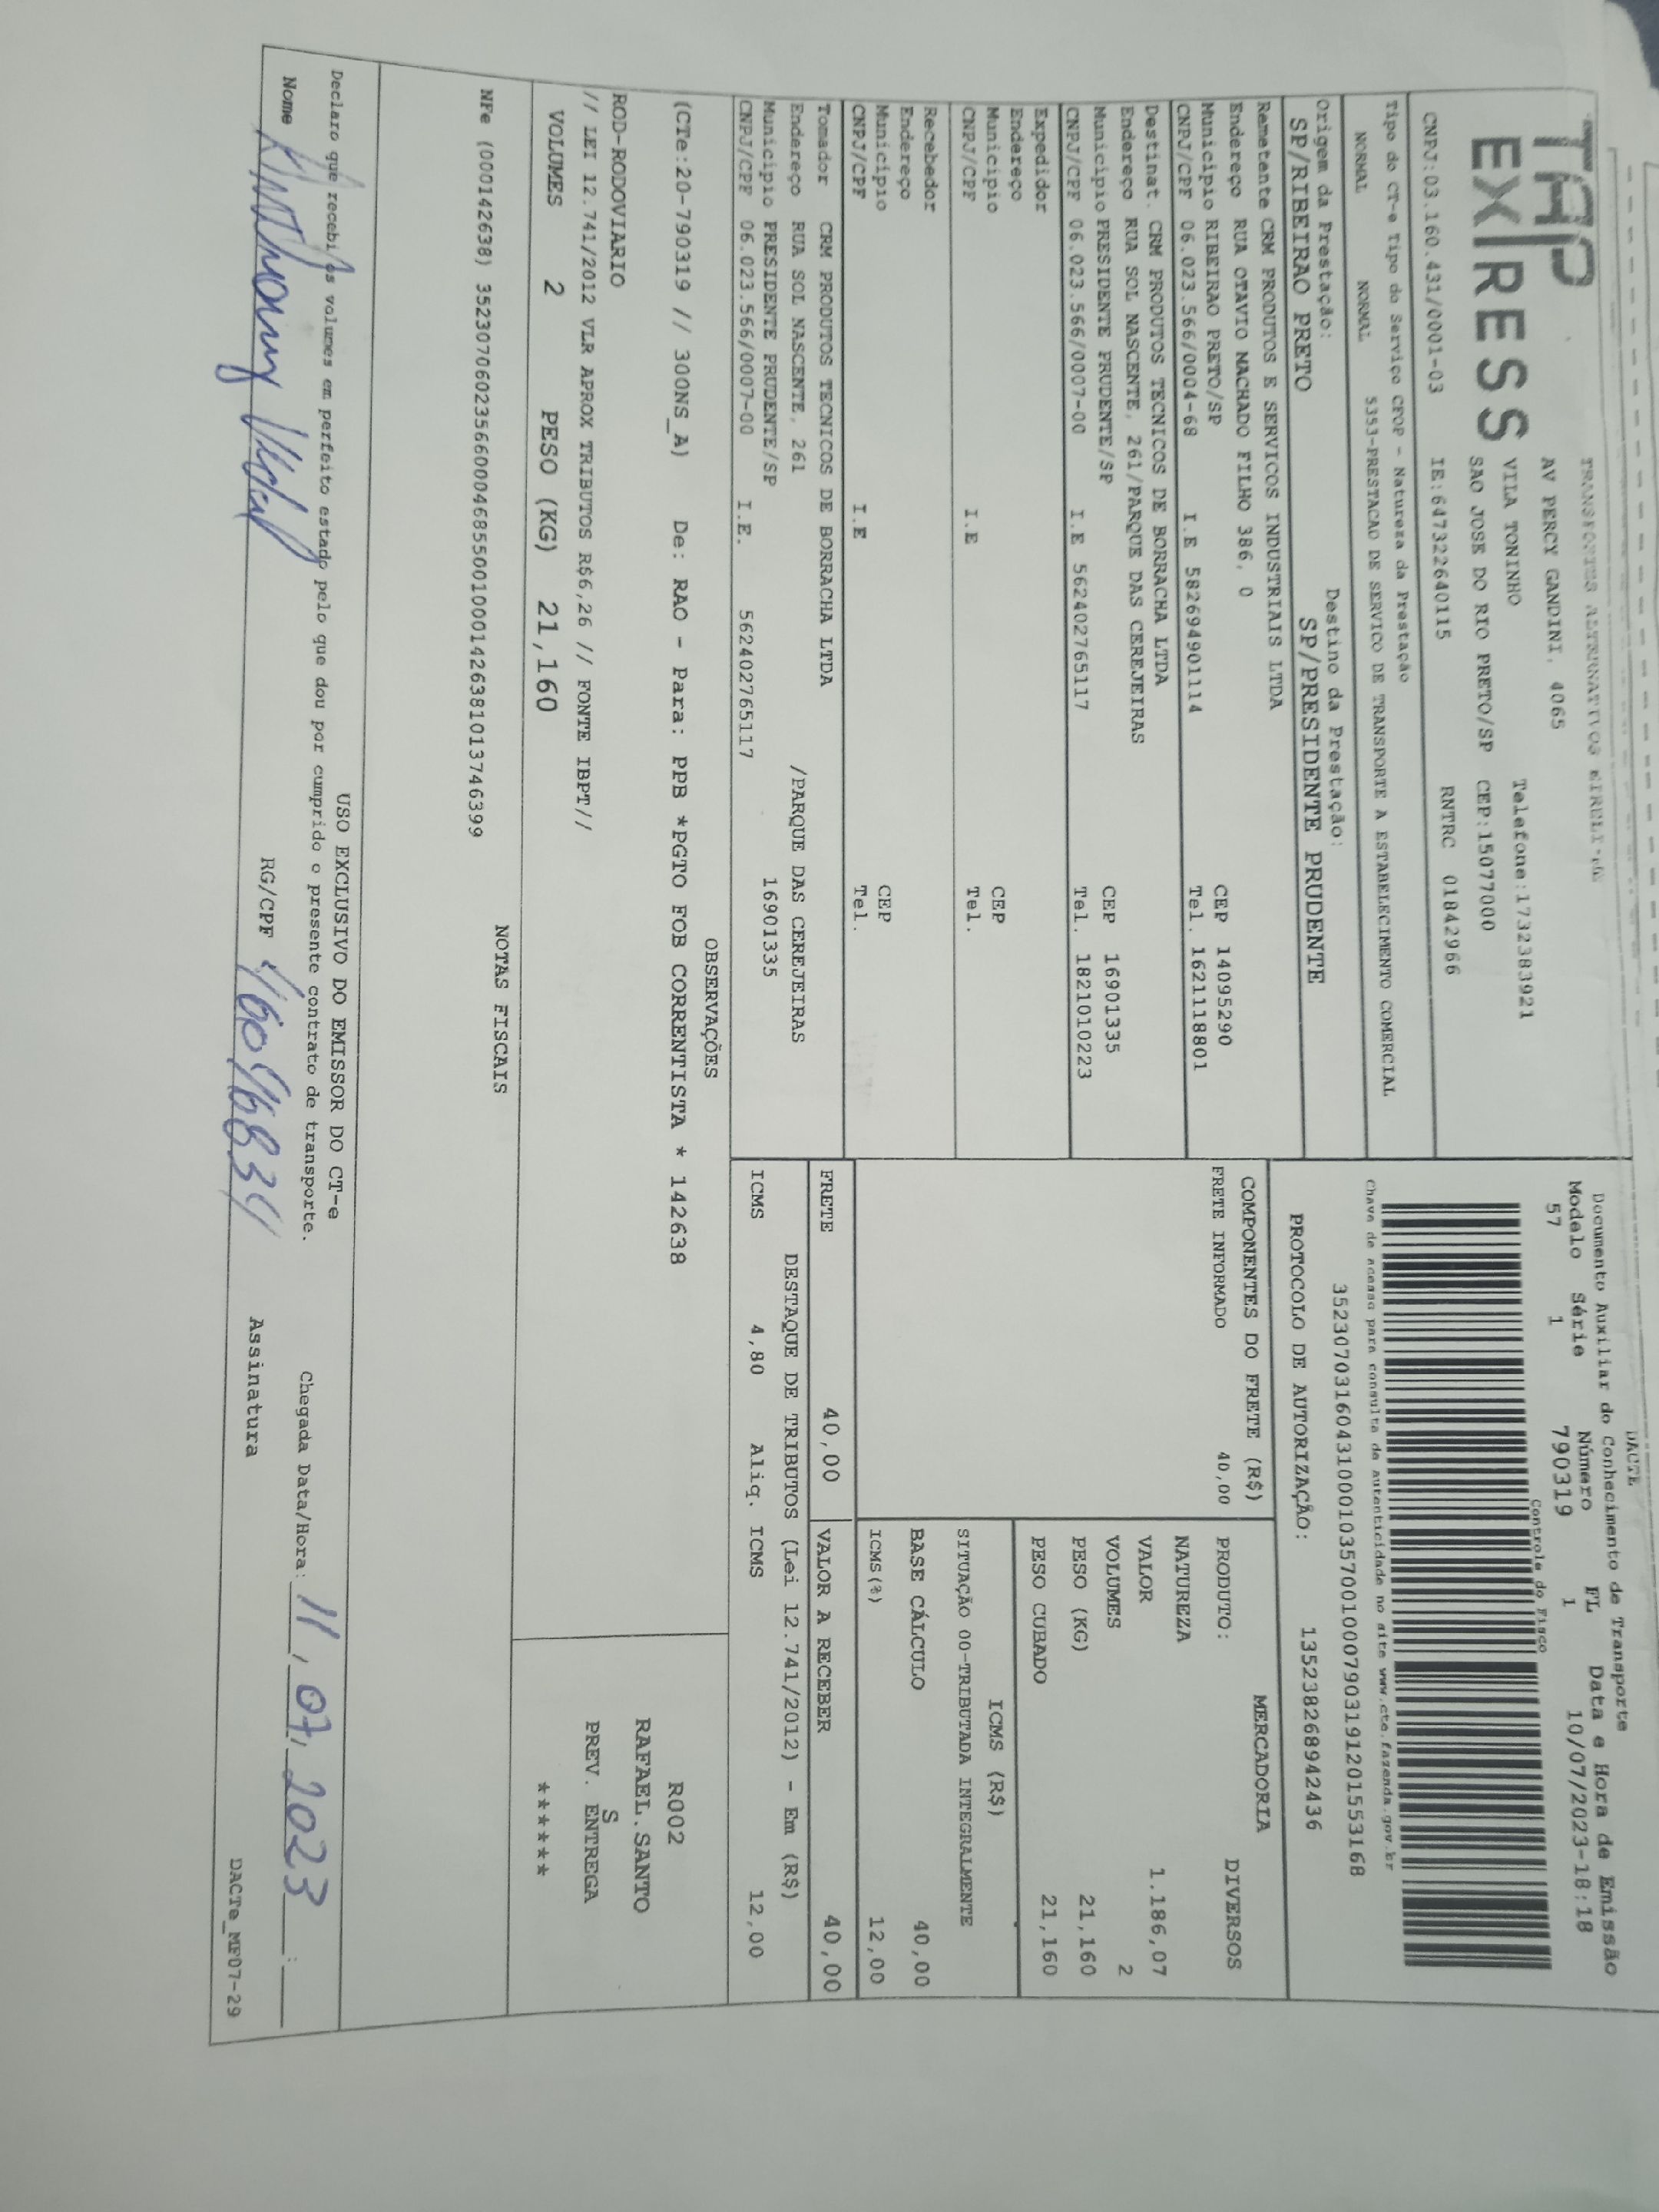 TAP
EXPRESS
TRANSPORTES ALTERNATIVOS EIRELI
AV PERCY GANDINI, 4065
VILA TONINHO Telefone:1732383921
SAO JOSE DO RIO PRETO/SP CEP:15077000
CNPJ:03.160.431/0001-03 IE:647322640115 RNTRC 01842966
Tipo do CT-e Tipo do Serviço CFOP - Natureza da Prestação
NORMAL NORMAL 5353-PRESTACAO DE SERVICO DE TRANSPORTE A ESTABELECIMENTO COMERCIAL
Origem da Prestação: Destino da Prestação:
SP/RIBEIRAO PRETO SP/PRESIDENTE PRUDENTE
DACTE
Documento Auxiliar do Conhecimento de Transporte
Modelo Série Número FL Data e Hora de Emissão
57 1 790319 1 10/07/2023-18:18
Controle do Fisco
Chave de acesso para consulta de autenticidade no site www.cte.fazenda.gov.br
35230703160431000103570010007903191201553168
PROTOCOLO DE AUTORIZAÇÃO: 135238268942436
Remetente CRM PRODUTOS E SERVICOS INDUSTRIAIS LTDA
Endereço RUA OTAVIO MACHADO FILHO 386, 0
Município RIBEIRAO PRETO/SP CEP 14095290
CNPJ/CPF 06.023.566/0004-68 I.E 582694901114 Tel. 1621118801
Destinat. CRM PRODUTOS TECNICOS DE BORRACHA LTDA
Endereço RUA SOL NASCENTE, 261/PARQUE DAS CEREJEIRAS
Município PRESIDENTE PRUDENTE/SP CEP 16901335
CNPJ/CPF 06.023.566/0007-00 I.E 562402765117 Tel. 1821010223
Expedidor
Endereço
Município CEP
CNPJ/CPF I.E Tel.
Recebedor
Endereço
Município CEP
CNPJ/CPF I.E Tel.
Tomador CRM PRODUTOS TECNICOS DE BORRACHA LTDA
Endereço RUA SOL NASCENTE, 261 /PARQUE DAS CEREJEIRAS
Município PRESIDENTE PRUDENTE/SP 16901335
CNPJ/CPF 06.023.566/0007-00 I.E. 562402765117
COMPONENTES DO FRETE (R$)
FRETE INFORMADO 40,00
MERCADORIA
PRODUTO: DIVERSOS
NATUREZA
VALOR 1.186,07
VOLUMES 2
PESO (KG) 21,160
PESO CUBADO 21,160
ICMS (R$)
SITUAÇÃO 00-TRIBUTADA INTEGRALMENTE
BASE CÁLCULO 40,00
ICMS(%) 12,00
FRETE 40,00 VALOR A RECEBER 40,00
DESTAQUE DE TRIBUTOS (Lei 12.741/2012) - Em (R$)
ICMS 4,80 Aliq. ICMS 12,00
OBSERVAÇÕES
(CTe:20-790319 // 300NS_A) De: RAO - Para: PPB *PGTO FOB CORRENTISTA * 142638
ROD-RODOVIARIO
// LEI 12.741/2012 VLR APROX TRIBUTOS R$6,26 // FONTE IBPT//
VOLUMES 2 PESO (KG) 21,160
R002
RAFAEL.SANTO
S
PREV. ENTREGA
*******
NOTAS FISCAIS
NFe (000142638) 35230706023566000468550010001426381013746399
USO EXCLUSIVO DO EMISSOR DO CT-e
Declaro que recebi os volumes em perfeito estado pelo que dou por cumprido o presente contrato de transporte. Chegada Data/Hora: 11,07,2023 :
Nome Anthony RG/CPF Assinatura
DACTe_MF07-29